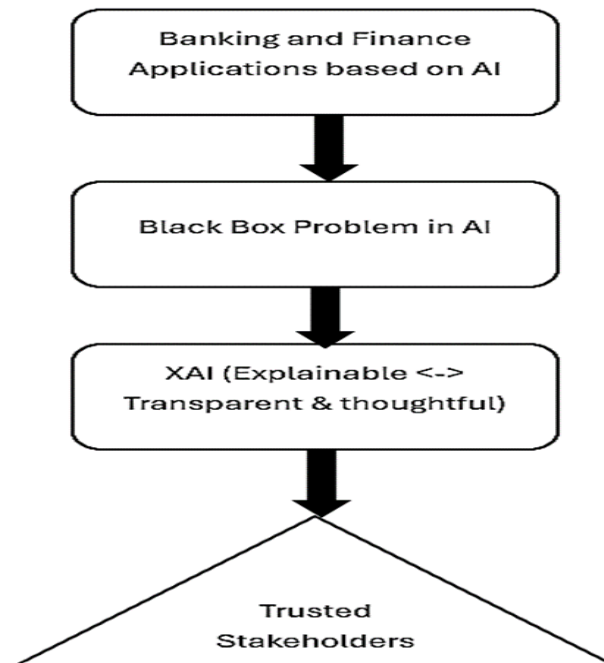 Banking and Finance
Applications based on AI
Black Box Problem in AI
XAI (Explainable <->
Transparent & thoughtful)
Trusted
Stakeholders